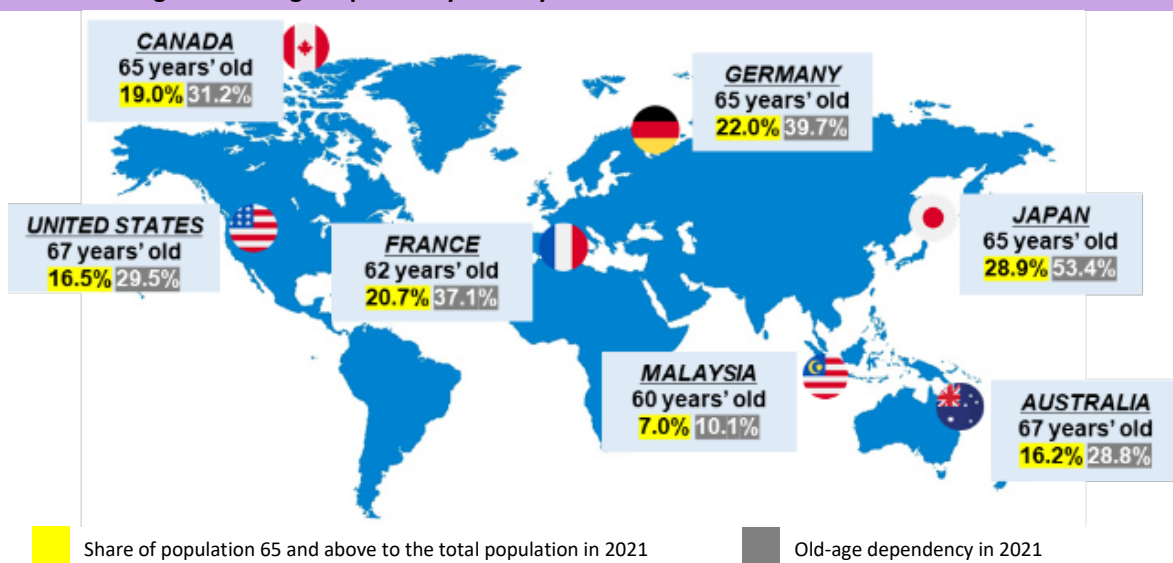 CANADA
65 years' old
19.0% 31.2%
GERMANY
65 years' old
22.0% 39.7%
UNITED STATES
67 years' old
16.5% 29.5%
FRANCE
62 years' old
20.7% 37.1%
JAPAN
65 years' old
28.9% 53.4%
MALAYSIA
60 years' old
7.0% 10.1%
AUSTRALIA
67 years' old
16.2% 28.8%
Share of population 65 and above to the total population in 2021
Old-age dependency in 2021